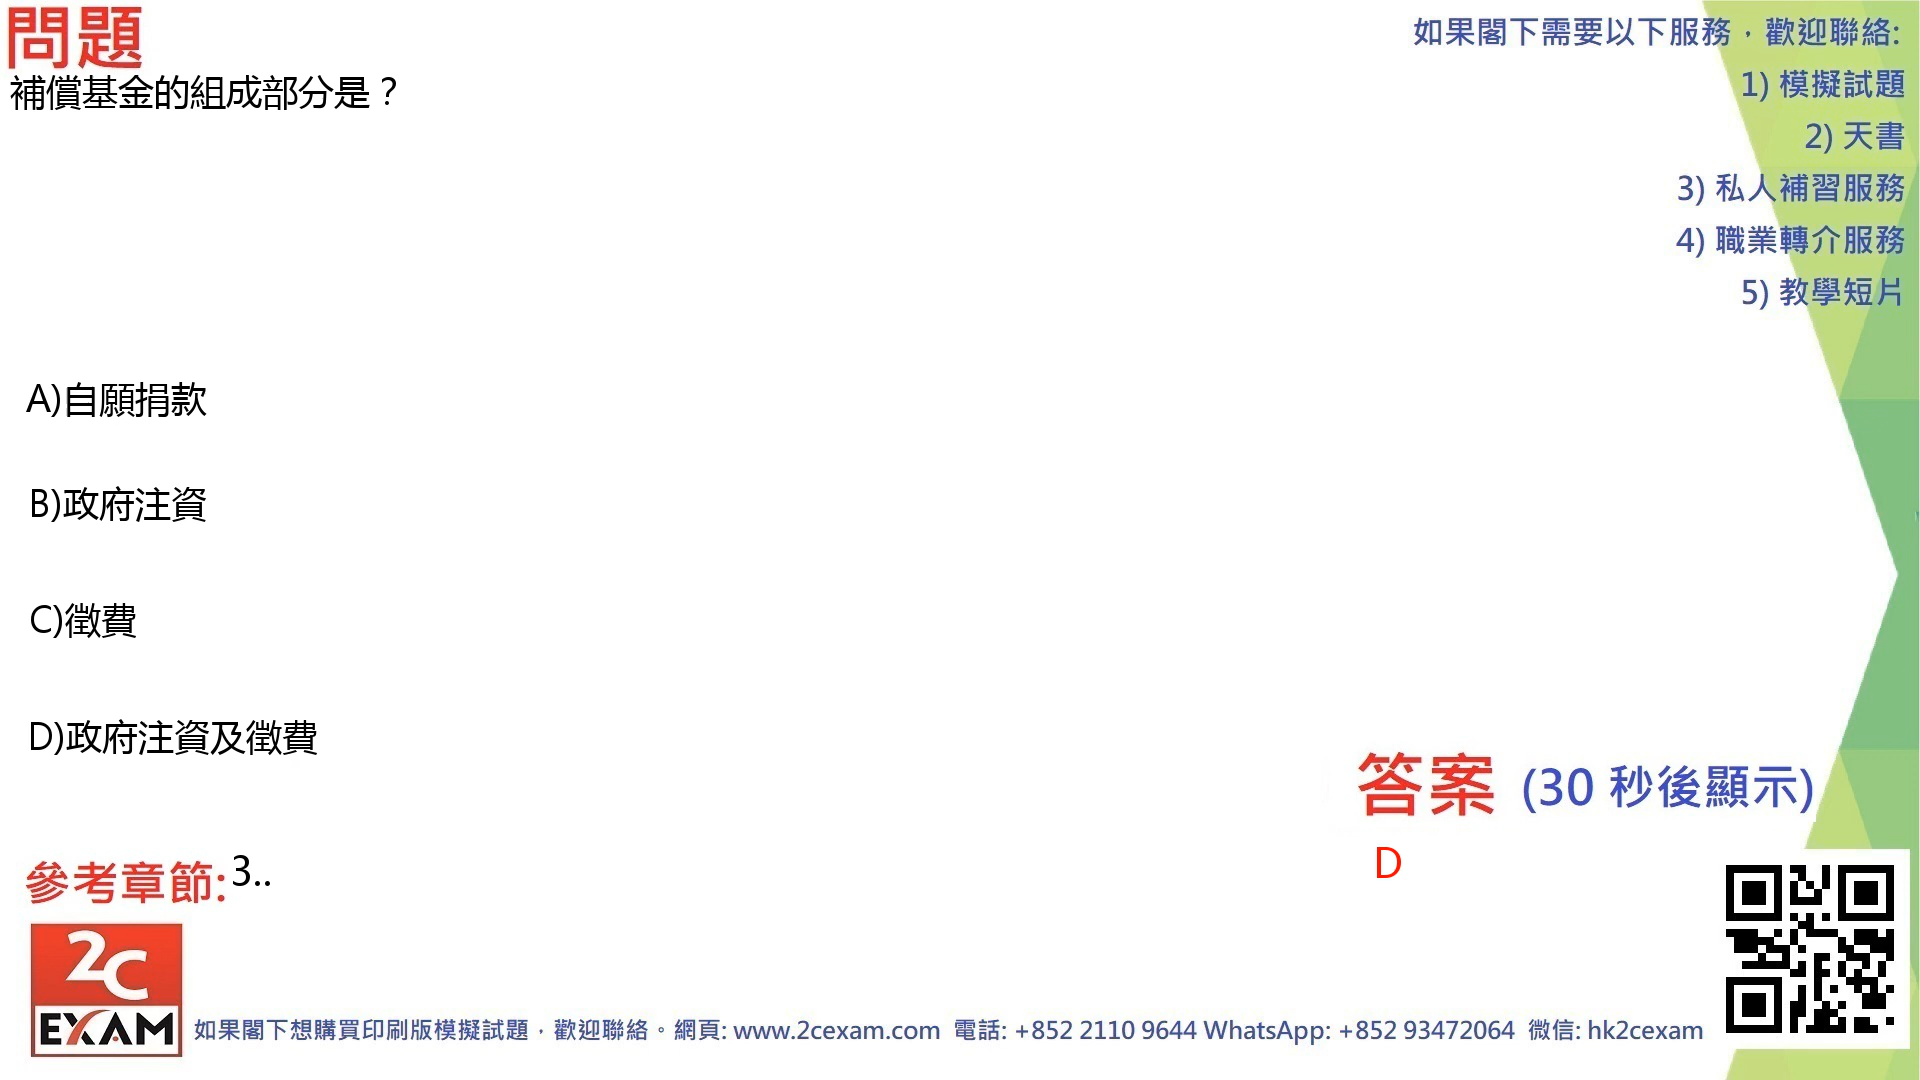 問題
補償基金的組成部分是？
如果閣下需要以下服務，歡迎聯絡:
1) 模擬試題
2) 天書
3) 私人補習服務
4) 職業轉介服務
5) 教學短片
A)自願捐款
B)政府注資
C)徵費
D)政府注資及徵費
答案 (30 秒後顯示)
D
參考章節:3..
2C
EXAM
如果閣下想購買印刷版模擬試題，歡迎聯絡。網頁: www.2cexam.com 電話: +852 2110 9644 WhatsApp: +852 93472064 微信: hk2cexam